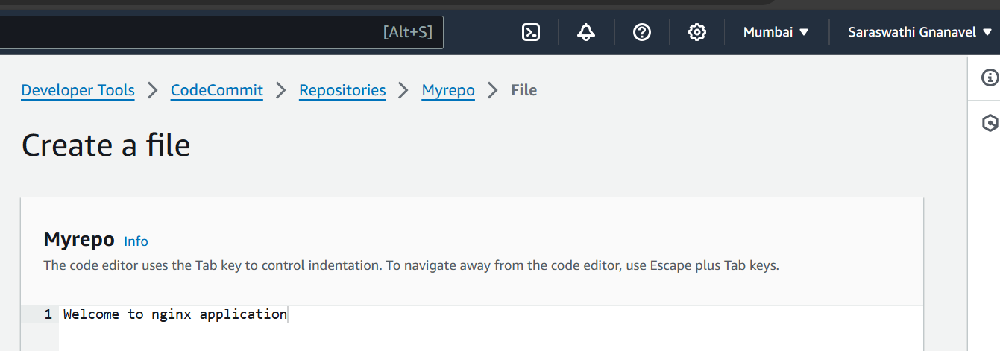 [Alt+S] Mumbai ▼ Saraswathi Gnanavel ▼
Developer Tools > CodeCommit > Repositories > Myrepo > File
Create a file
Myrepo Info
The code editor uses the Tab key to control indentation. To navigate away from the code editor, use Escape plus Tab keys.
1 Welcome to nginx application